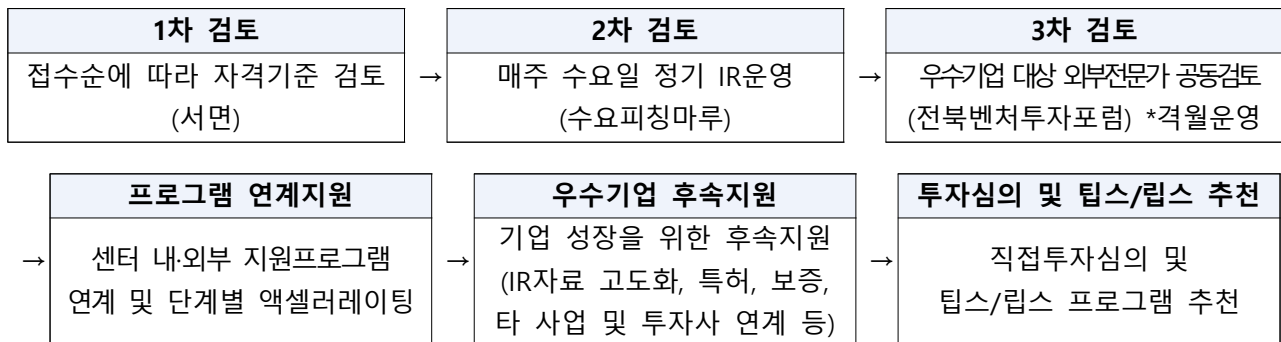 1차 검토
접수순에 따라 자격기준 검토
(서면)
→
2차 검토
매주 수요일 정기 IR운영
(수요피칭마루)
→
3차 검토
우수기업 대상 외부전문가 공동검토
(전북벤처투자포럼) *격월운영
→
프로그램 연계지원
센터 내·외부 지원프로그램
연계 및 단계별 액셀러레이팅
→
우수기업 후속지원
기업 성장을 위한 후속지원
(IR자료 고도화, 특허, 보증,
타 사업 및 투자사 연계 등)
→
투자심의 및 팁스/립스 추천
직접투자심의 및
팁스/립스 프로그램 추천